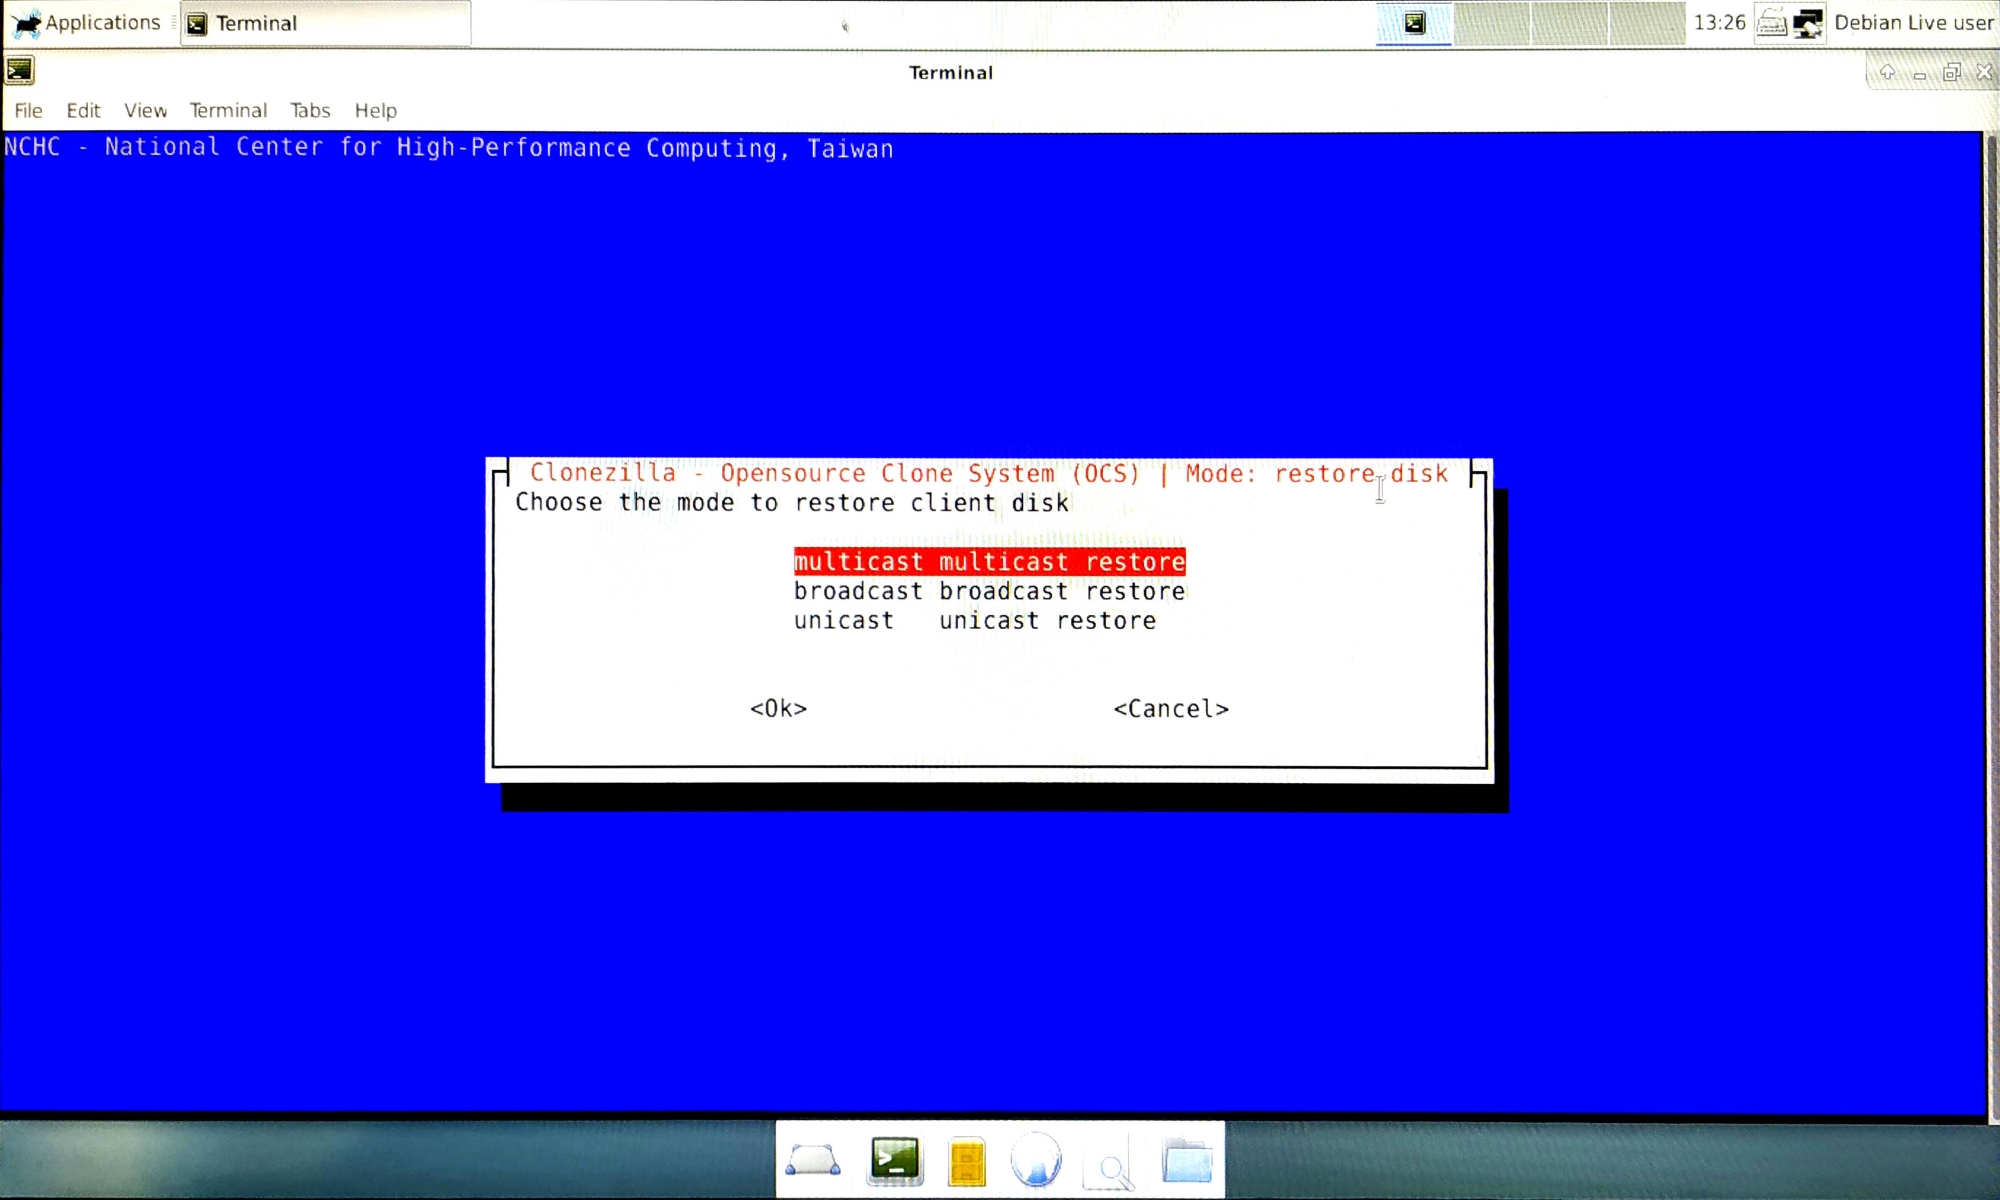 Applications
Terminal
13:26
Debian Live user
Terminal
File Edit View Terminal Tabs Help
NCHC - National Center for High-Performance Computing, Taiwan
Clonezilla - Opensource Clone System (OCS) | Mode: restore disk
Choose the mode to restore client disk
multicast multicast restore
broadcast broadcast restore
unicast unicast restore
<Ok> <Cancel>